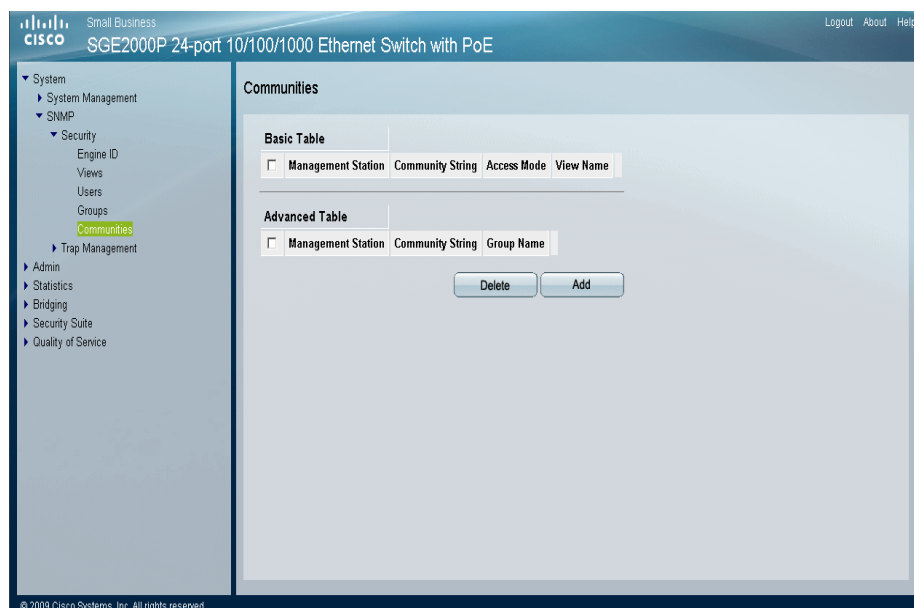 Small Business
CISCO SGE2000P 24-port 10/100/1000 Ethernet Switch with PoE
Logout About Help
System
System Management
SNMP
Security
Engine ID
Views
Users
Groups
Communities
Trap Management
Admin
Statistics
Bridging
Security Suite
Quality of Service
Communities
Basic Table
Management Station Community String Access Mode View Name
Advanced Table
Management Station Community String Group Name
Delete Add
© 2009 Cisco Systems, Inc. All rights reserved.